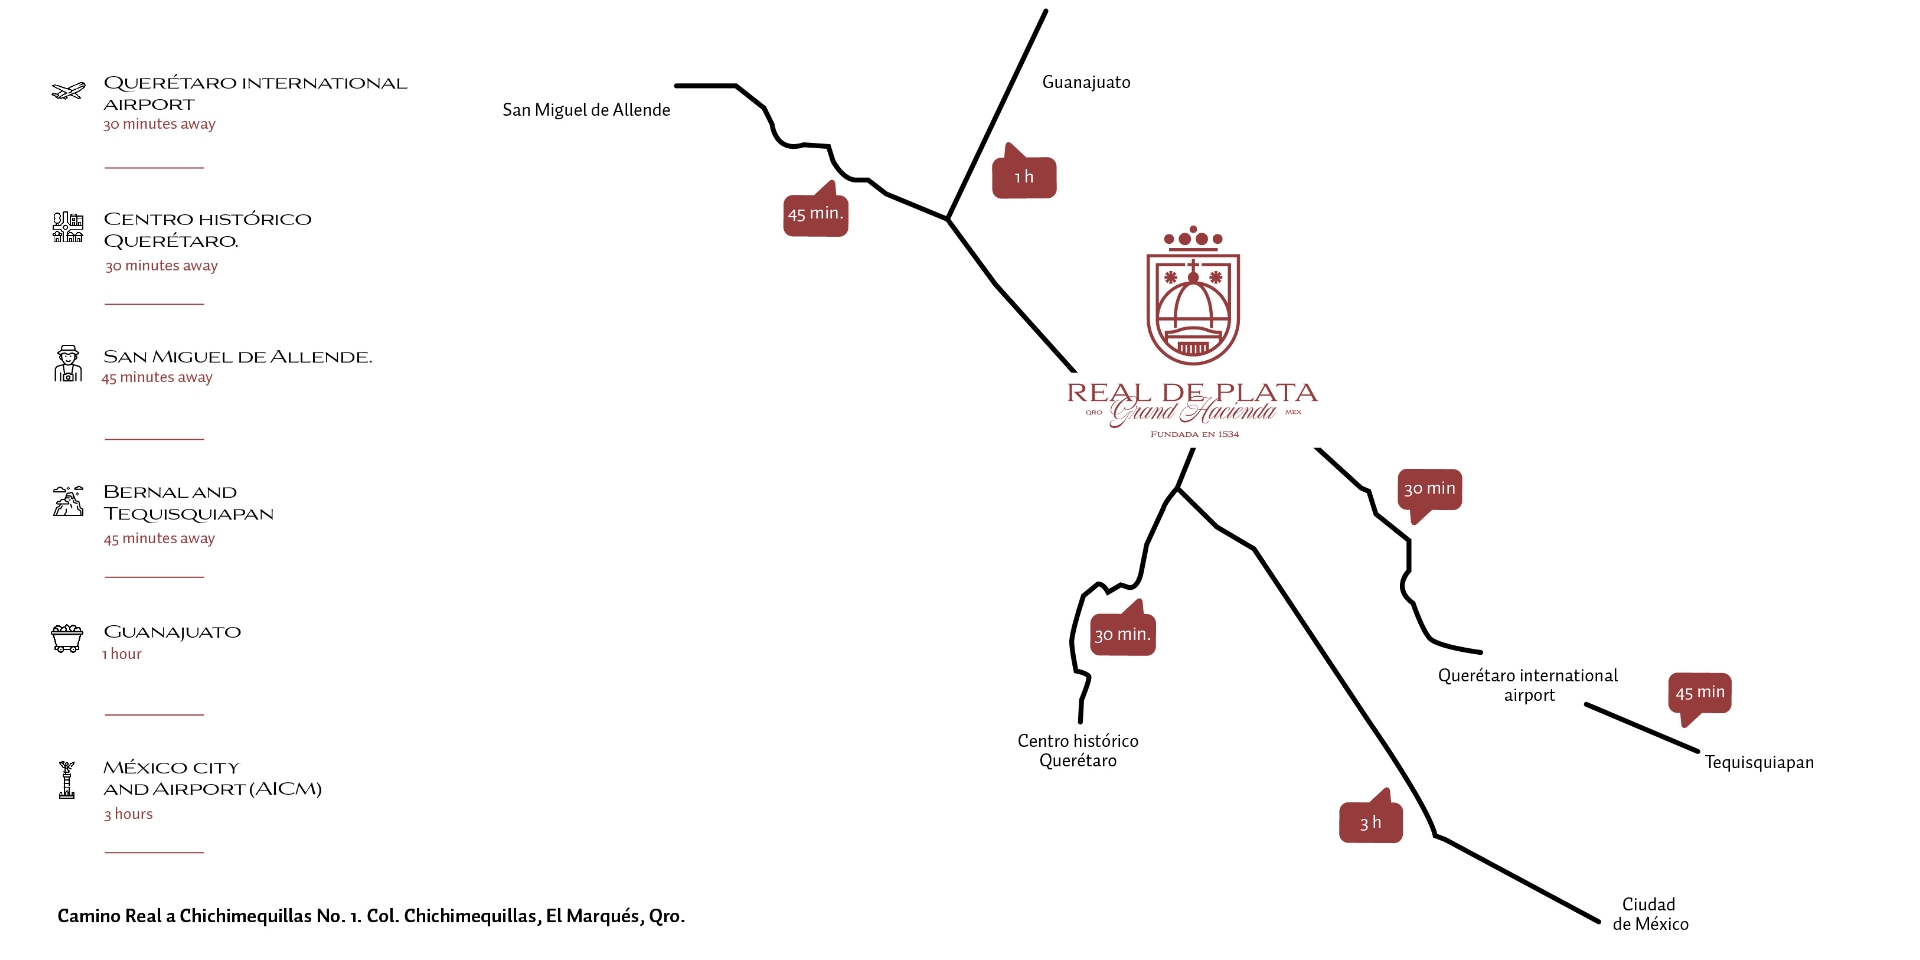 QUERÉTARO INTERNATIONAL
AIRPORT
30 minutes away
CENTRO HISTÓRICO
QUERÉTARO.
30 minutes away
SAN MIGUEL DE ALLENDE.
45 minutes away
BERNAL AND
TEQUISQUIAPAN
45 minutes away
GUANAJUATO
1 hour
MÉXICO CITY
AND AIRPORT (AICM)
3 hours
Camino Real a Chichimequillas No. 1. Col. Chichimequillas, El Marqués, Qro.
San Miguel de Allende
45 min.
Guanajuato
1 h
REAL DE PLATA
QRO Grand Hacienda MEX
FUNDADA EN 1534
30 min
30 min.
Querétaro international
airport
45 min
Tequisquiapan
Centro histórico
Querétaro
3 h
Ciudad
de México